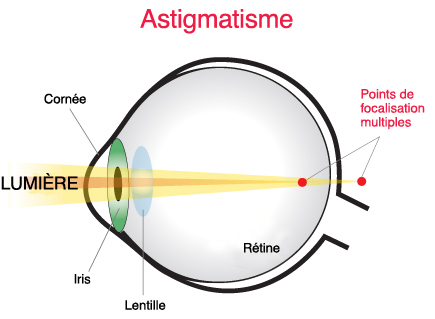 Astigmatisme
Cornée
Points de
focalisation
multiples
LUMIÈRE
Rétine
Iris
Lentille